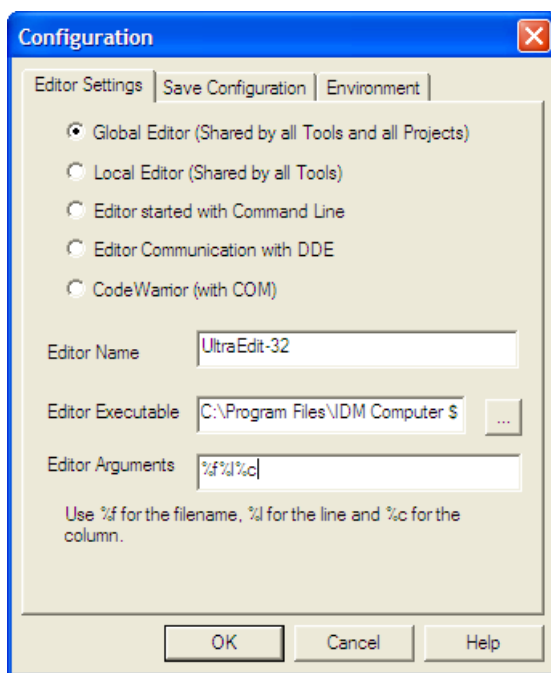 Configuration
Editor Settings Save Configuration Environment
Global Editor (Shared by all Tools and all Projects)
Local Editor (Shared by all Tools)
Editor started with Command Line
Editor Communication with DDE
CodeWarrior (with COM)
Editor Name UltraEdit-32
Editor Executable C:\Program Files\IDM Computer $ ...
Editor Arguments %f%l%c
Use %f for the filename, %l for the line and %c for the
column.
OK Cancel Help